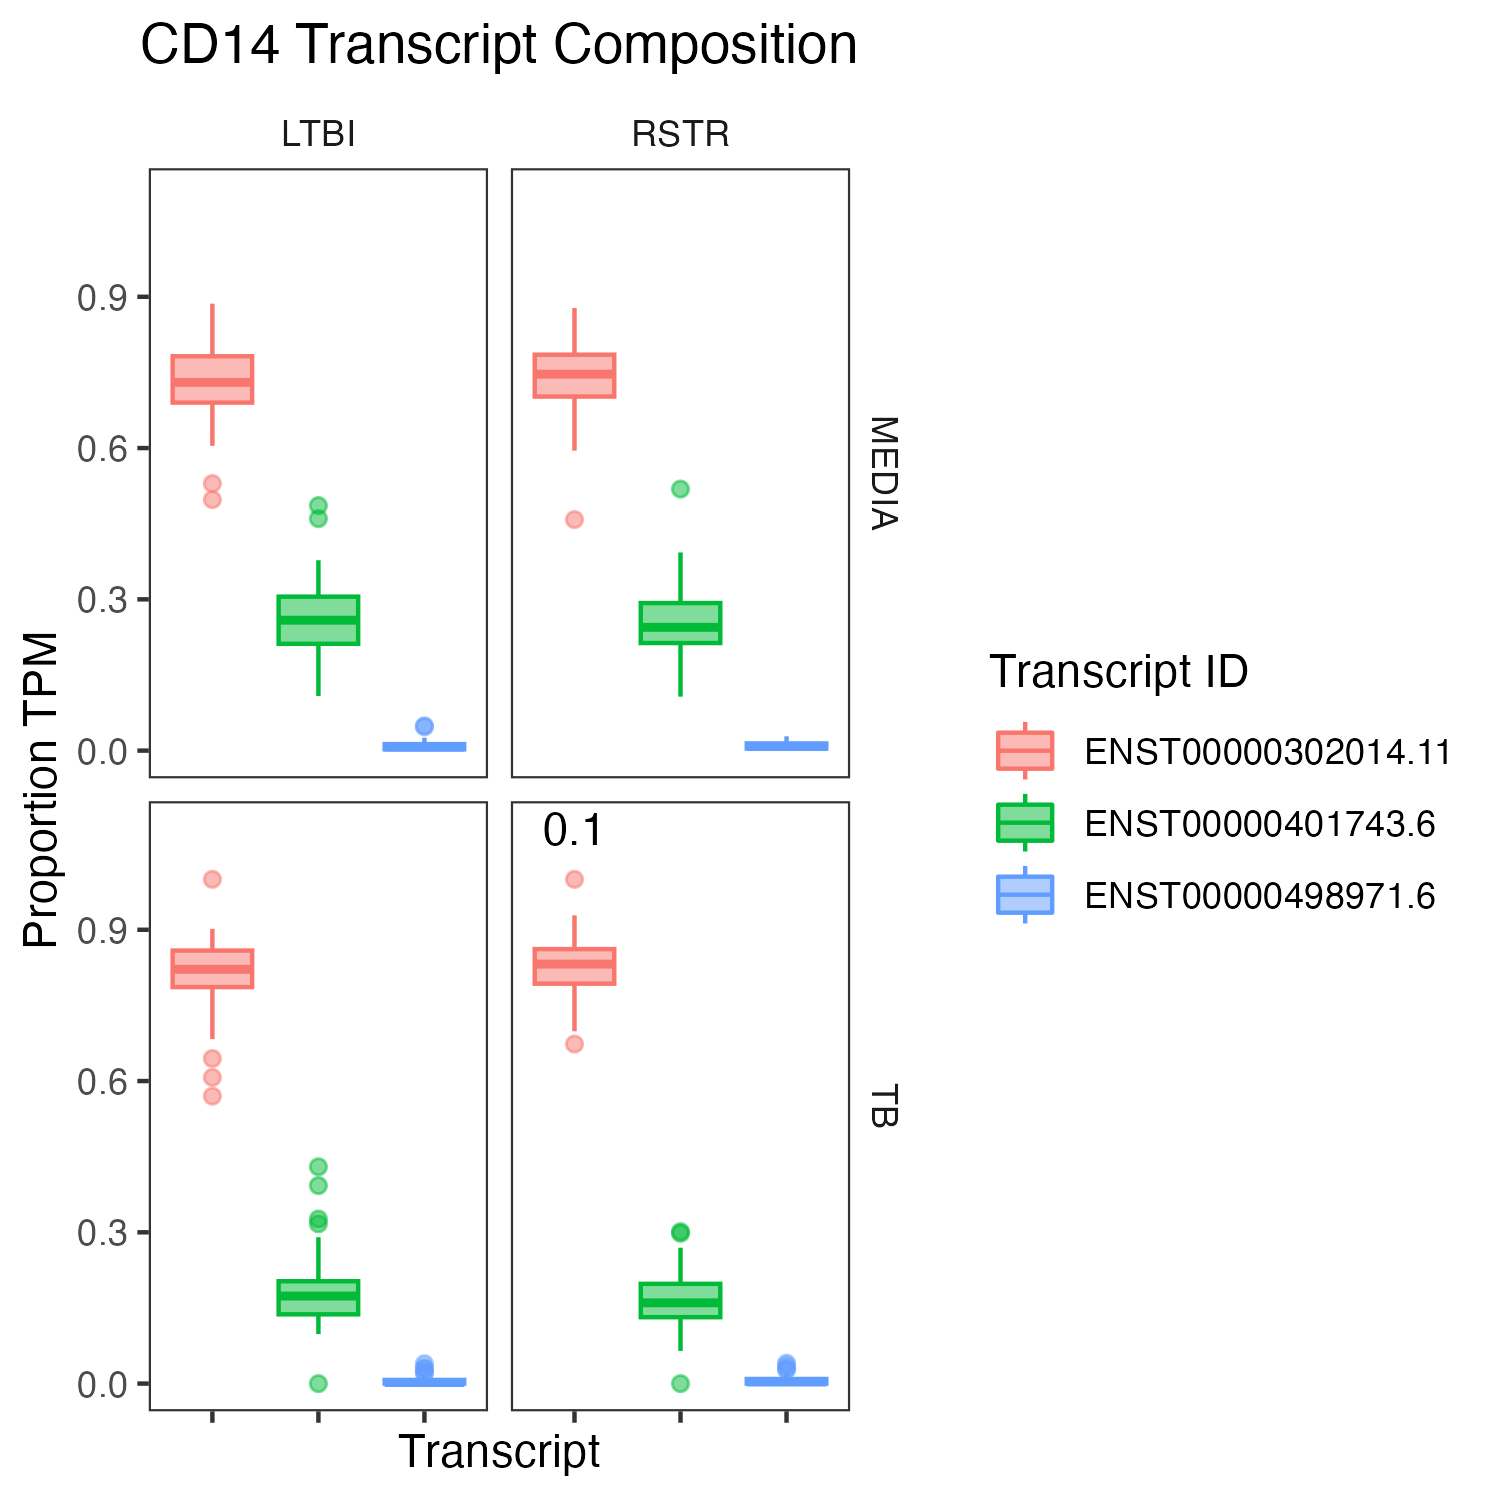 CD14 Transcript Composition
LTBI
RSTR
0.9
0.6
0.3
0.0
MEDIA
0.1
0.9
0.6
0.3
0.0
TB
Proportion TPM
Transcript
Transcript ID
ENST00000302014.11
ENST00000401743.6
ENST00000498971.6